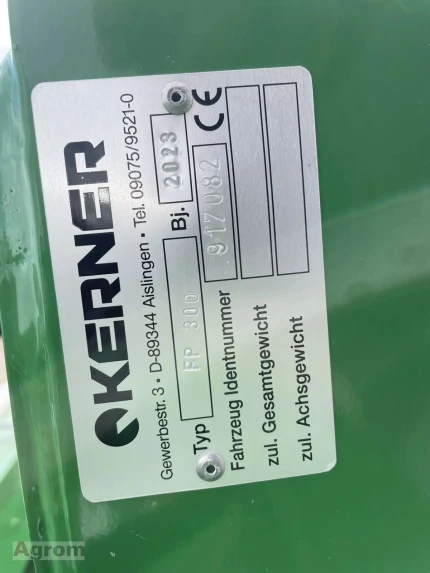 KERNER
Gewerbestr. 3 • D-89344 Aislingen • Tel. 09075/9521-0
Typ FP 300 Bj. 2023
Fahrzeug Identnummer 917082 CE
zul. Gesamtgewicht
zul. Achsgewicht
Agrom